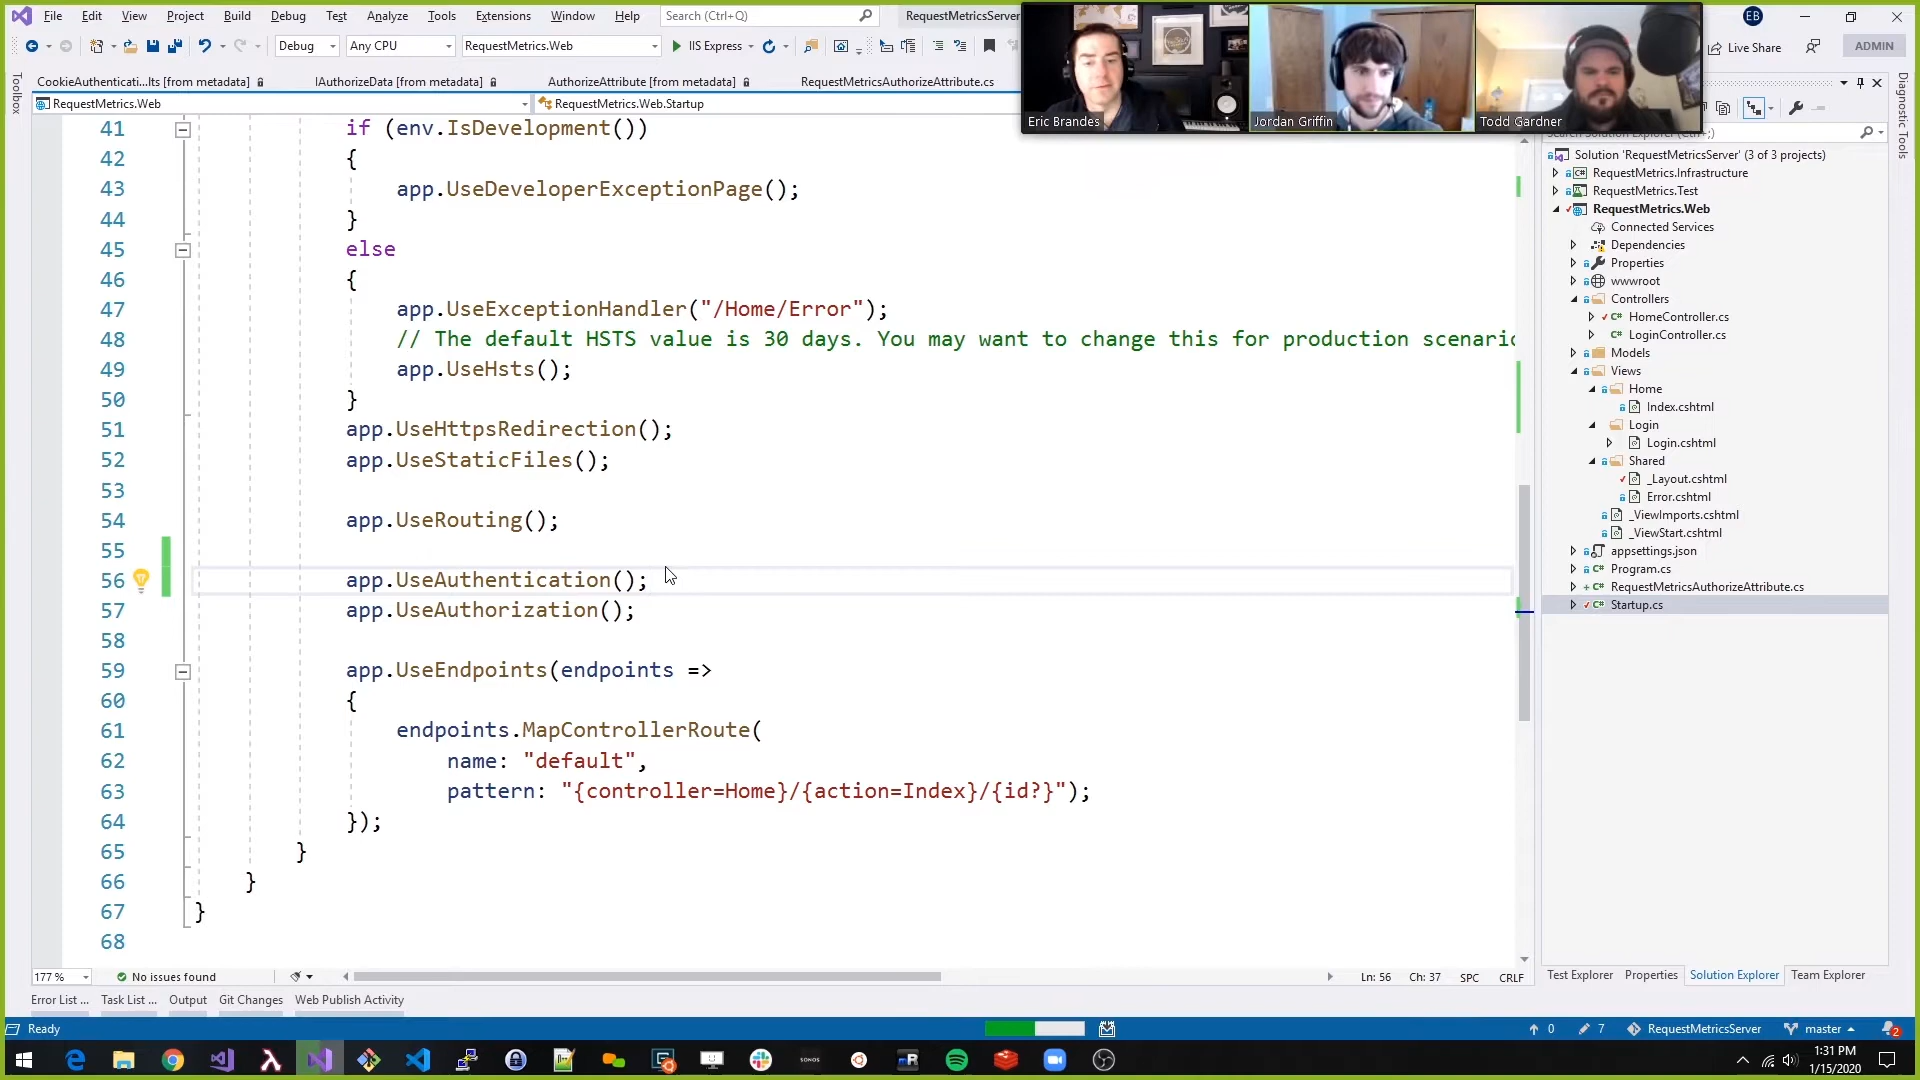 File Edit View Project Build Debug Test Analyze Tools Extensions Window Help Search (Ctrl+Q) RequestMetricsServer
EB
Debug Any CPU RequestMetrics.Web IIS Express Live Share ADMIN
CookieAuthenticati...lts [from metadata] IAuthorizeData [from metadata] AuthorizeAttribute [from metadata] RequestMetricsAuthorizeAttribute.cs
RequestMetrics.Web RequestMetrics.Web.Startup
Eric Brandes Jordan Griffin Todd Gardner
Toolbox
Diagnostic Tools
41 if (env.IsDevelopment())
42 {
43 app.UseDeveloperExceptionPage();
44 }
45 else
46 {
47 app.UseExceptionHandler("/Home/Error");
48 // The default HSTS value is 30 days. You may want to change this for production scenario
49 app.UseHsts();
50 }
51 app.UseHttpsRedirection();
52 app.UseStaticFiles();
53
54 app.UseRouting();
55
56 app.UseAuthentication();
57 app.UseAuthorization();
58
59 app.UseEndpoints(endpoints =>
60 {
61 endpoints.MapControllerRoute(
62 name: "default",
63 pattern: "{controller=Home}/{action=Index}/{id?}");
64 });
65 }
66 }
67 }
68
Solution 'RequestMetricsServer' (3 of 3 projects)
RequestMetrics.Infrastructure
RequestMetrics.Test
RequestMetrics.Web
Connected Services
Dependencies
Properties
wwwroot
Controllers
HomeController.cs
LoginController.cs
Models
Views
Home
Index.cshtml
Login
Login.cshtml
Shared
_Layout.cshtml
Error.cshtml
_ViewImports.cshtml
_ViewStart.cshtml
appsettings.json
Program.cs
RequestMetricsAuthorizeAttribute.cs
Startup.cs
177 % No issues found Ln: 56 Ch: 37 SPC CRLF
Test Explorer Properties Solution Explorer Team Explorer
Error List ... Task List ... Output Git Changes Web Publish Activity
Ready 0 7 RequestMetricsServer master 2
SONOS
1:31 PM
1/15/2020